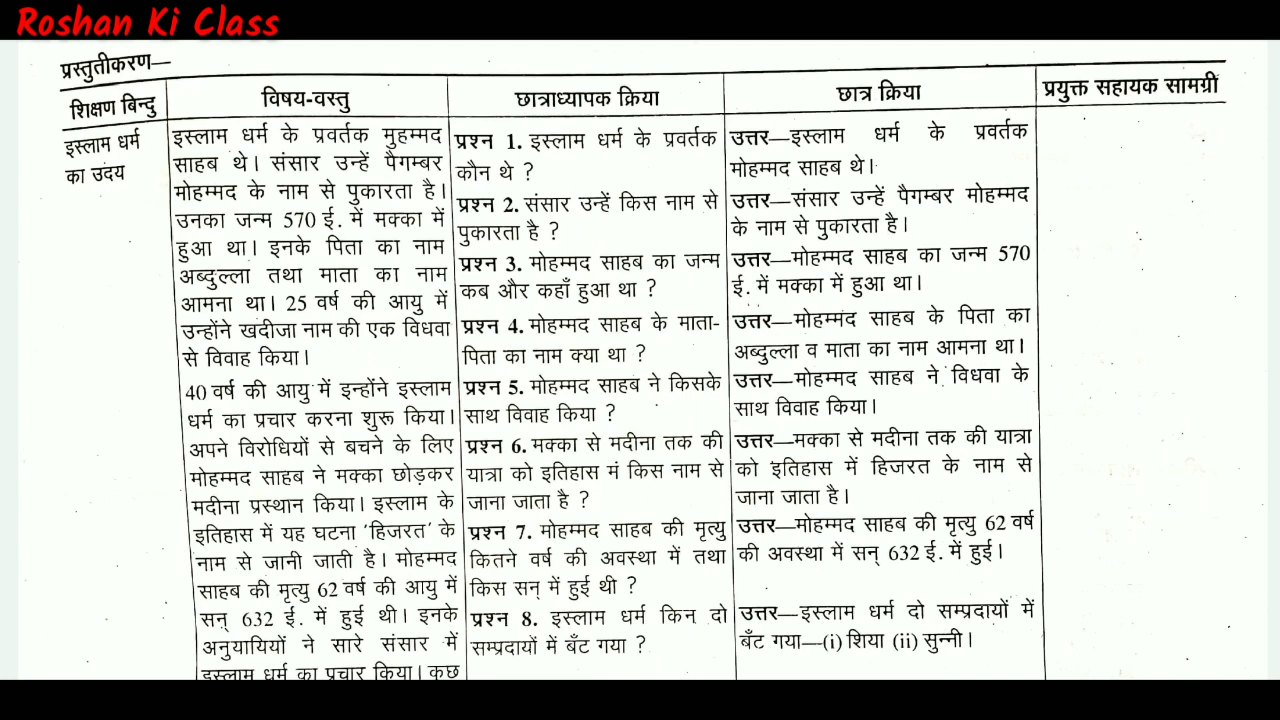 Roshan Ki Class
प्रस्तुतीकरण—
शिक्षण बिन्दु
विषय-वस्तु
छात्राध्यापक क्रिया
छात्र क्रिया
प्रयुक्त सहायक सामग्री
इस्लाम धर्म
का उदय
इस्लाम धर्म के प्रवर्तक मुहम्मद
साहब थे। संसार उन्हें पैगम्बर
मोहम्मद के नाम से पुकारता है।
उनका जन्म 570 ई. में मक्का में
हुआ था। इनके पिता का नाम
अब्दुल्ला तथा माता का नाम
आमना था। 25 वर्ष की आयु में
उन्होंने खदीजा नाम की एक विधवा
से विवाह किया।
40 वर्ष की आयु में इन्होंने इस्लाम
धर्म का प्रचार करना शुरू किया।
अपने विरोधियों से बचने के लिए
मोहम्मद साहब ने मक्का छोड़कर
मदीना प्रस्थान किया। इस्लाम के
इतिहास में यह घटना 'हिजरत' के
नाम से जानी जाती है। मोहम्मद
साहब की मृत्यु 62 वर्ष की आयु में
सन् 632 ई. में हुई थी। इनके
अनुयायियों ने सारे संसार में
इस्लाम धर्म का प्रचार किया। कुछ
प्रश्न 1. इस्लाम धर्म के प्रवर्तक
कौन थे ?
प्रश्न 2. संसार उन्हें किस नाम से
पुकारता है ?
प्रश्न 3. मोहम्मद साहब का जन्म
कब और कहाँ हुआ था ?
प्रश्न 4. मोहम्मद साहब के माता-
पिता का नाम क्या था ?
प्रश्न 5. मोहम्मद साहब ने किसके
साथ विवाह किया ?
प्रश्न 6. मक्का से मदीना तक की
यात्रा को इतिहास मं किस नाम से
जाना जाता है ?
प्रश्न 7. मोहम्मद साहब की मृत्यु
कितने वर्ष की अवस्था में तथा
किस सन् में हुई थी ?
प्रश्न 8. इस्लाम धर्म किन दो
सम्प्रदायों में बँट गया ?
उत्तर—इस्लाम धर्म के प्रवर्तक
मोहम्मद साहब थे।
उत्तर—संसार उन्हें पैगम्बर मोहम्मद
के नाम से पुकारता है।
उत्तर—मोहम्मद साहब का जन्म 570
ई. में मक्का में हुआ था।
उत्तर—मोहम्मद साहब के पिता का
अब्दुल्ला व माता का नाम आमना था।
उत्तर—मोहम्मद साहब ने विधवा के
साथ विवाह किया।
उत्तर—मक्का से मदीना तक की यात्रा
को इतिहास में हिजरत के नाम से
जाना जाता है।
उत्तर—मोहम्मद साहब की मृत्यु 62 वर्ष
की अवस्था में सन् 632 ई. में हुई।
उत्तर—इस्लाम धर्म दो सम्प्रदायों में
बँट गया—(i) शिया (ii) सुन्नी।